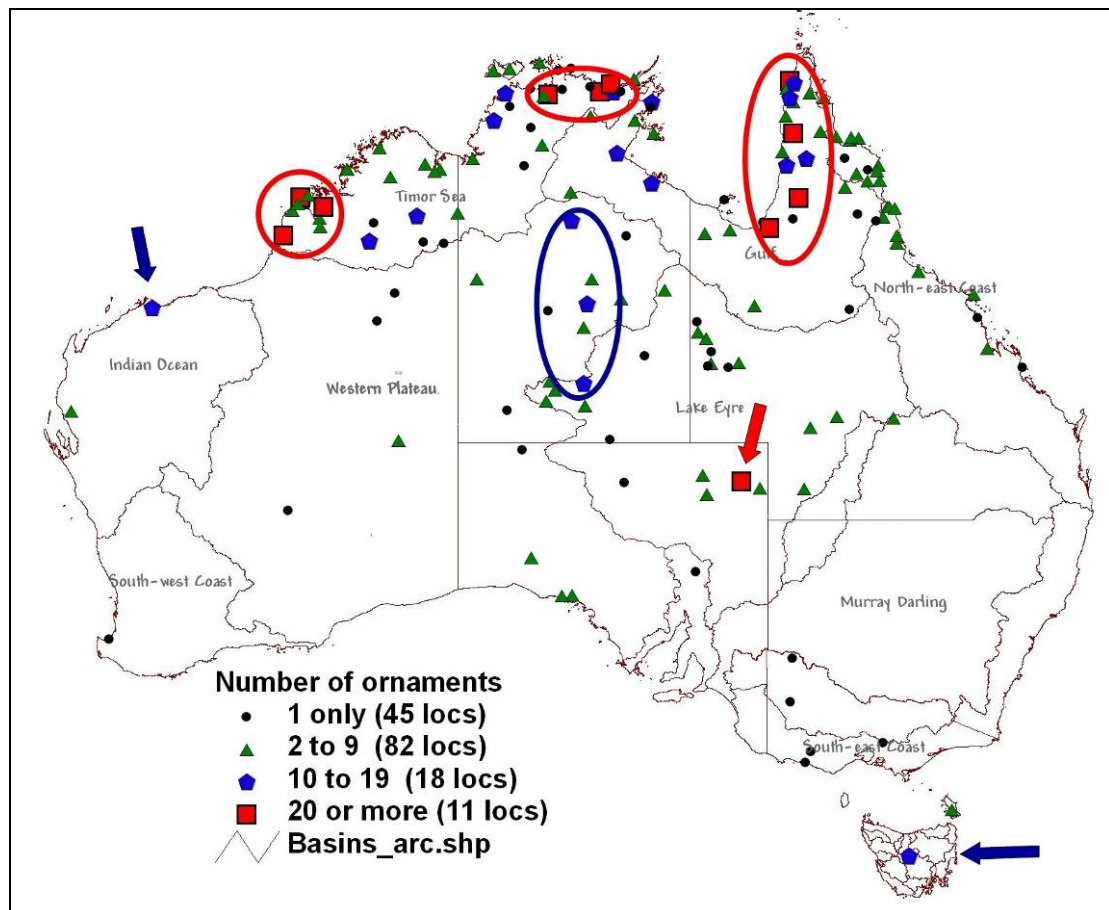 Timor Sea
Gulf
North-east Coast
Indian Ocean
Western Plateau
Lake Eyre
South-west Coast
Murray Darling
South-east Coast
Number of ornaments
1 only (45 locs)
2 to 9 (82 locs)
10 to 19 (18 locs)
20 or more (11 locs)
Basins_arc.shp